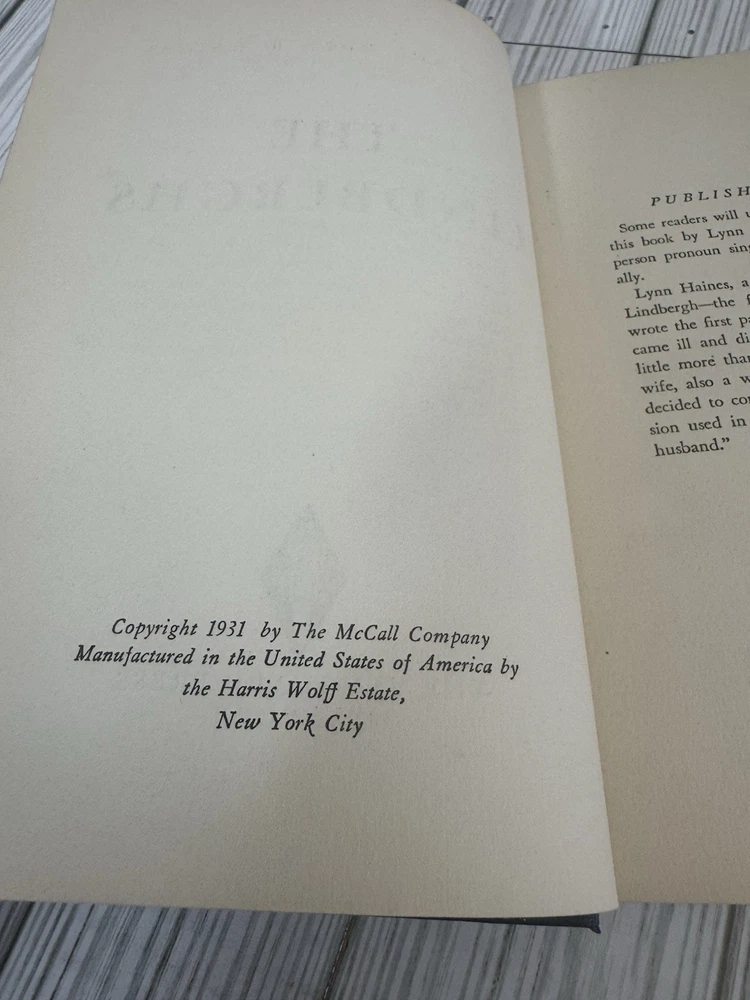 Copyright 1931 by The McCall Company
Manufactured in the United States of America by
the Harris Wolff Estate,
New York City
PUBLISH
Some readers will
this book by Lynn
person pronoun sin
ally.
Lynn Haines, a
Lindbergh—the f
wrote the first pa
came ill and di
little more than
wife, also a w
decided to co
sion used in
husband."